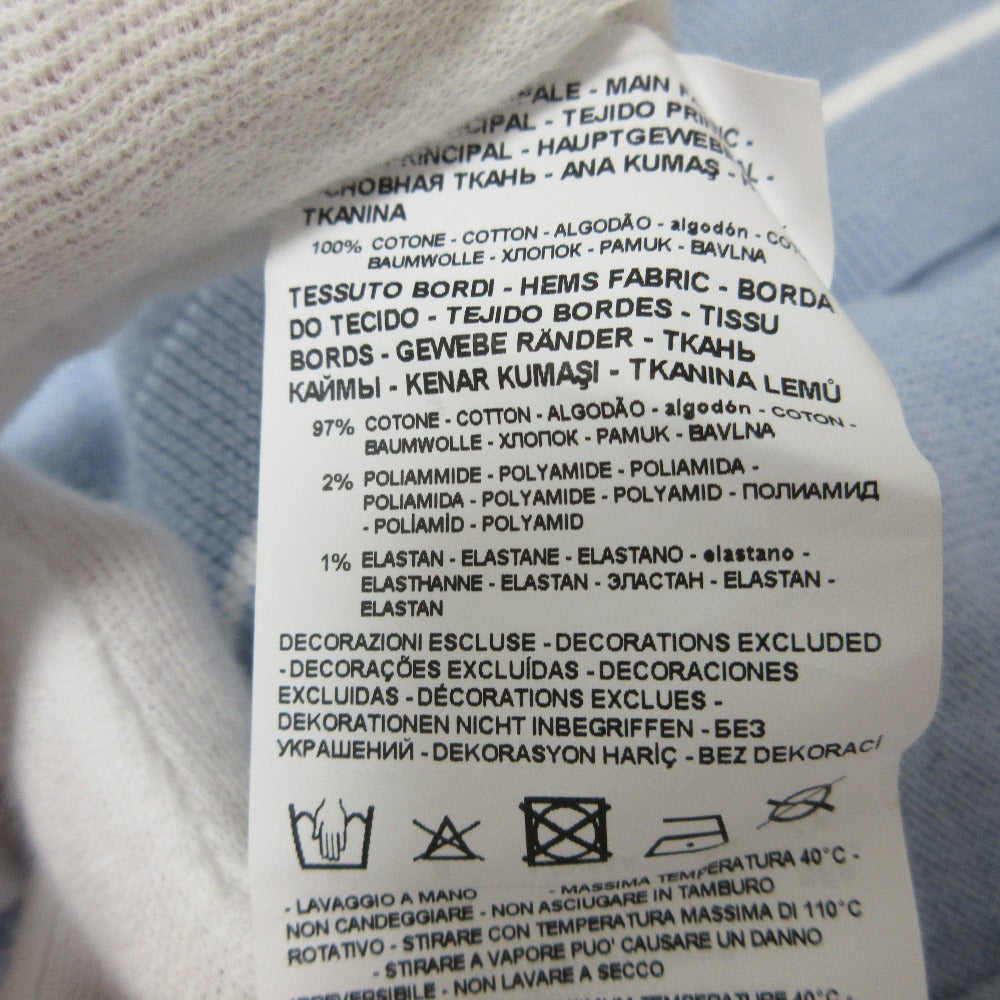 - MAIN
- TEJIDO
PRINCIPAL - HAUPTGEWEBE
ТКАНЬ - ANA KUMAŞ -
TKANINA
100% COTONE - COTTON - ALGODÃO - algodón -
BAUMWOLLE - ХЛОПОК - PAMUK - BAVLNA
TESSUTO BORDI - HEMS FABRIC - BORDA
DO TECIDO - TEJIDO BORDES - TISSU
BORDS - GEWEBE RÄNDER - ТКАНЬ
КАЙМЫ - KENAR KUMAŞI - TKANINA LEMŮ
97% COTONE - COTTON - ALGODÃO - algodón - COTON -
BAUMWOLLE - ХЛОПОК - PAMUK - BAVLNA
2% POLIAMMIDE - POLYAMIDE - POLIAMIDA -
POLIAMIDA - POLYAMIDE - POLYAMID - ПОЛИАМИД
- POLİAMİD - POLYAMID
1% ELASTAN - ELASTANE - ELASTANO - elastano -
ELASTHANNE - ELASTAN - ЭЛАСТАН - ELASTAN -
ELASTAN
DECORAZIONI ESCLUSE - DECORATIONS EXCLUDED
- DECORAÇÕES EXCLUÍDAS - DECORACIONES
EXCLUIDAS - DÉCORATIONS EXCLUES -
DEKORATIONEN NICHT INBEGRIFFEN - БЕЗ
УКРАШЕНИЙ - DEKORASYON HARİÇ - BEZ DEKORACÍ
- LAVAGGIO A MANO - MASSIMA TEMPERATURA 40°C -
NON CANDEGGIARE - NON ASCIUGARE IN TAMBURO
ROTATIVO - STIRARE CON TEMPERATURA MASSIMA DI 110°C
- STIRARE A VAPORE PUO' CAUSARE UN DANNO
IRREVERSIBILE - NON LAVARE A SECCO
TEMPERATURE 40°C -